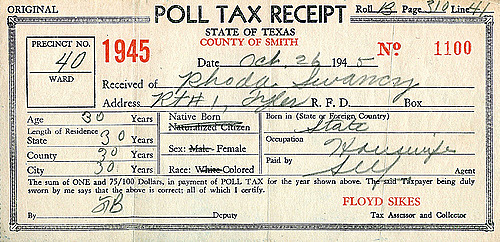 ORIGINAL POLL TAX RECEIPT Roll B Page 310 Line 41
STATE OF TEXAS
COUNTY OF SMITH
PRECINCT NO. 40 WARD
1945
No 1100
Date Oct. 26 1945
Received of Rhoda Swancy
Address Rt # 1, Tyler R. F. D. Box
Age 30 Years
Native Born
Naturalized Citizen
Born in (State or Foreign Country)
State
Length of Residence
State 30 Years
County 30 Years
City 30 Years
Sex: Male Female
Race: White Colored
Occupation Housewife
Paid by Self Agent
The sum of ONE and 75/100 Dollars, in payment of POLL TAX for the year shown above. The said Taxpayer being duly
sworn by me says that the above is correct; all of which I certify.
FLOYD SIKES
By JB Deputy Tax Assessor and Collector